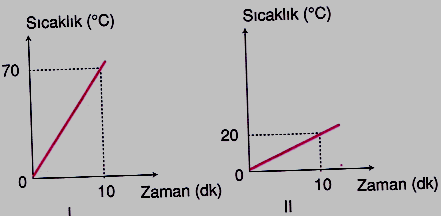 Sıcaklık (°C)
70
0
10
Zaman (dk)
I
Sıcaklık (°C)
20
0
10
Zaman (dk)
II